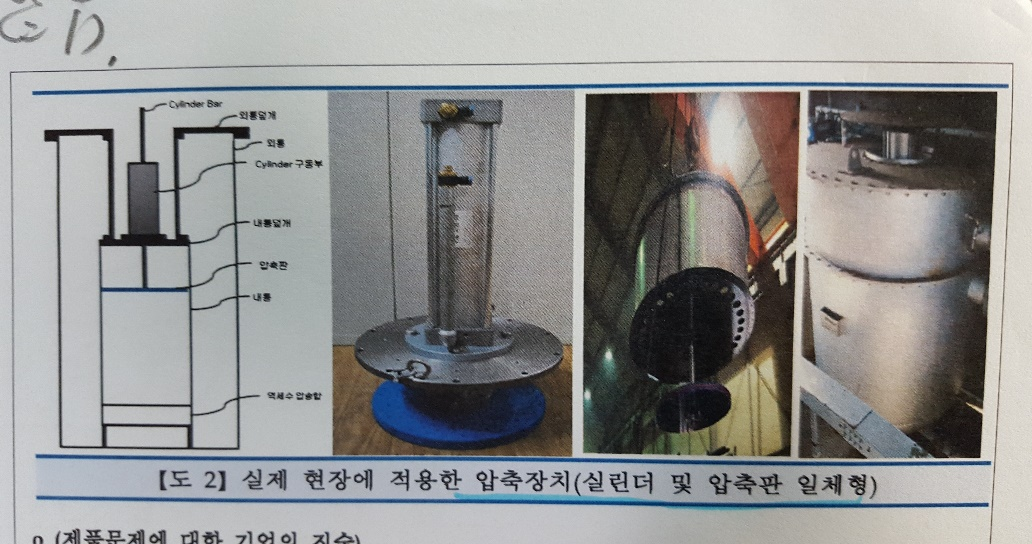 Cylinder Bar
외통덮개
외통
Cylinder 구동부
내통덮개
압축판
내통
역세수 압송함
【도 2】 실제 현장에 적용한 압축장치(실린더 및 압축판 일체형)
o (제품문제에 대한 기업의 진술)